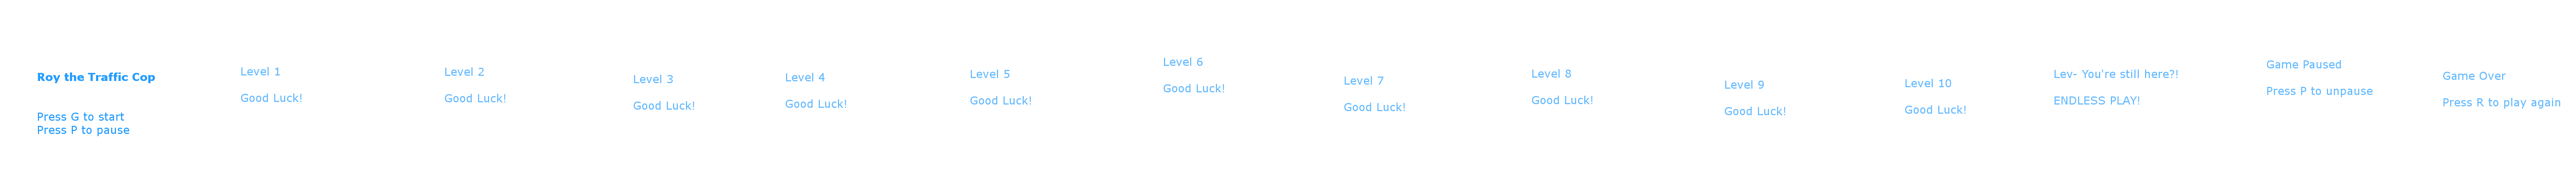 Roy the Traffic Cop
Press G to start
Press P to pause
Level 1
Good Luck!
Level 2
Good Luck!
Level 3
Good Luck!
Level 4
Good Luck!
Level 5
Good Luck!
Level 6
Good Luck!
Level 7
Good Luck!
Level 8
Good Luck!
Level 9
Good Luck!
Level 10
Good Luck!
Lev- You're still here?!
ENDLESS PLAY!
Game Paused
Press P to unpause
Game Over
Press R to play again